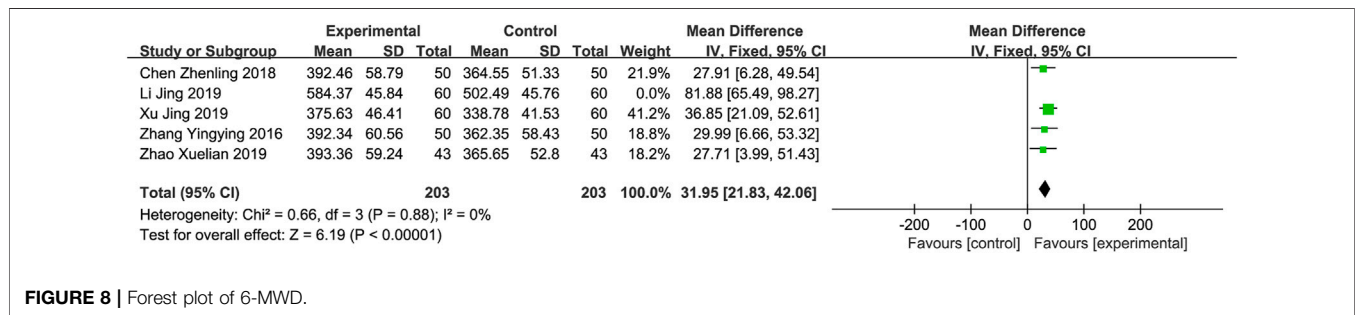 Experimental Control Mean Difference Mean Difference
Study or Subgroup Mean SD Total Mean SD Total Weight IV, Fixed, 95% CI IV, Fixed, 95% CI
Chen Zhenling 2018 392.46 58.79 50 364.55 51.33 50 21.9% 27.91 [6.28, 49.54]
Li Jing 2019 584.37 45.84 60 502.49 45.76 60 0.0% 81.88 [65.49, 98.27]
Xu Jing 2019 375.63 46.41 60 338.78 41.53 60 41.2% 36.85 [21.09, 52.61]
Zhang Yingying 2016 392.34 60.56 50 362.35 58.43 50 18.8% 29.99 [6.66, 53.32]
Zhao Xuelian 2019 393.36 59.24 43 365.65 52.8 43 18.2% 27.71 [3.99, 51.43]
Total (95% CI) 203 203 100.0% 31.95 [21.83, 42.06]
Heterogeneity: Chi² = 0.66, df = 3 (P = 0.88); I² = 0%
Test for overall effect: Z = 6.19 (P < 0.00001)
-200 -100 0 100 200
Favours [control] Favours [experimental]
FIGURE 8 | Forest plot of 6-MWD.